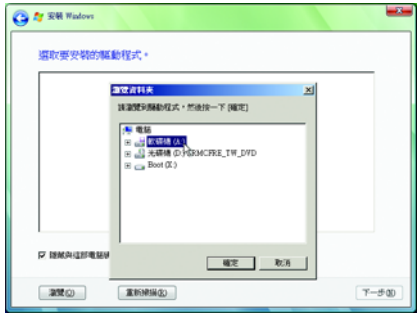 安裝 Windows
選取要安裝的驅動程式。
瀏覽資料夾
請瀏覽到驅動程式，然後按一下 [確定]
電腦
軟碟機 (A:)
光碟機 (D:) GRMCFRE_TW_DVD
Boot (X:)
確定
取消
隱藏與這部電腦
瀏覽(O)
重新掃描(R)
下一步(N)